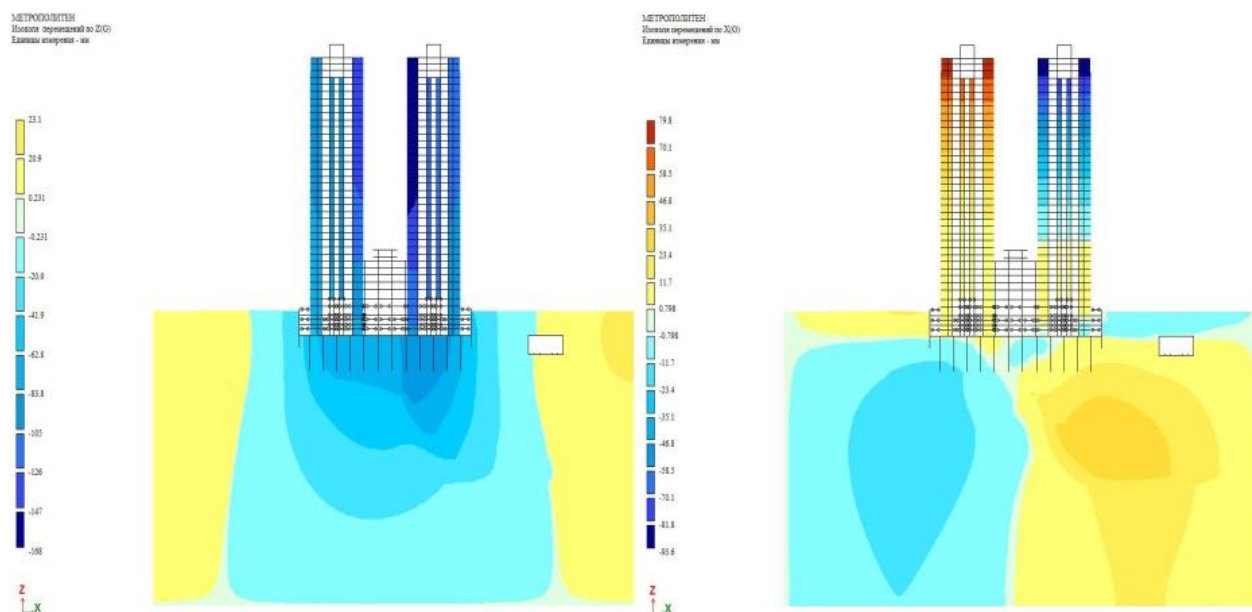 МЕТРОПОЛИТЕН
Изополя перемещений по Z(G)
Единицы измерения - мм
23.1
20.9
0.231
-0.231
-20.9
-41.9
-62.8
-83.8
-105
-126
-147
-168
Z
X
МЕТРОПОЛИТЕН
Изополя перемещений по X(G)
Единицы измерения - мм
79.8
70.1
58.5
46.8
35.1
23.4
11.7
0.798
-0.798
-11.7
-23.4
-35.1
-46.8
-58.5
-70.1
-81.8
-93.6
Z
X